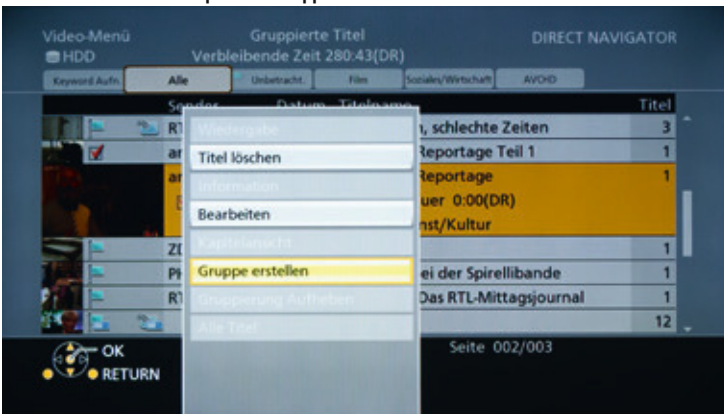 Video-Menü Gruppierte Titel DIRECT NAVIGATOR
HDD Verbleibende Zeit 280:43(DR)
Keyword Aufn. Alle Unbetracht. Film Soziales/Wirtschaft AVCHD
Sender Datum Titelname Titel
Wiedergabe
, schlechte Zeiten 3
Titel löschen
Reportage Teil 1 1
Information
Reportage 1
uer 0:00(DR)
Bearbeiten
nst/Kultur
Kapitelansicht
1
Gruppe erstellen
ei der Spirellibande 1
Gruppierung Aufheben
Das RTL-Mittagsjournal 1
Alle Titel
12
OK
Seite 002/003
RETURN